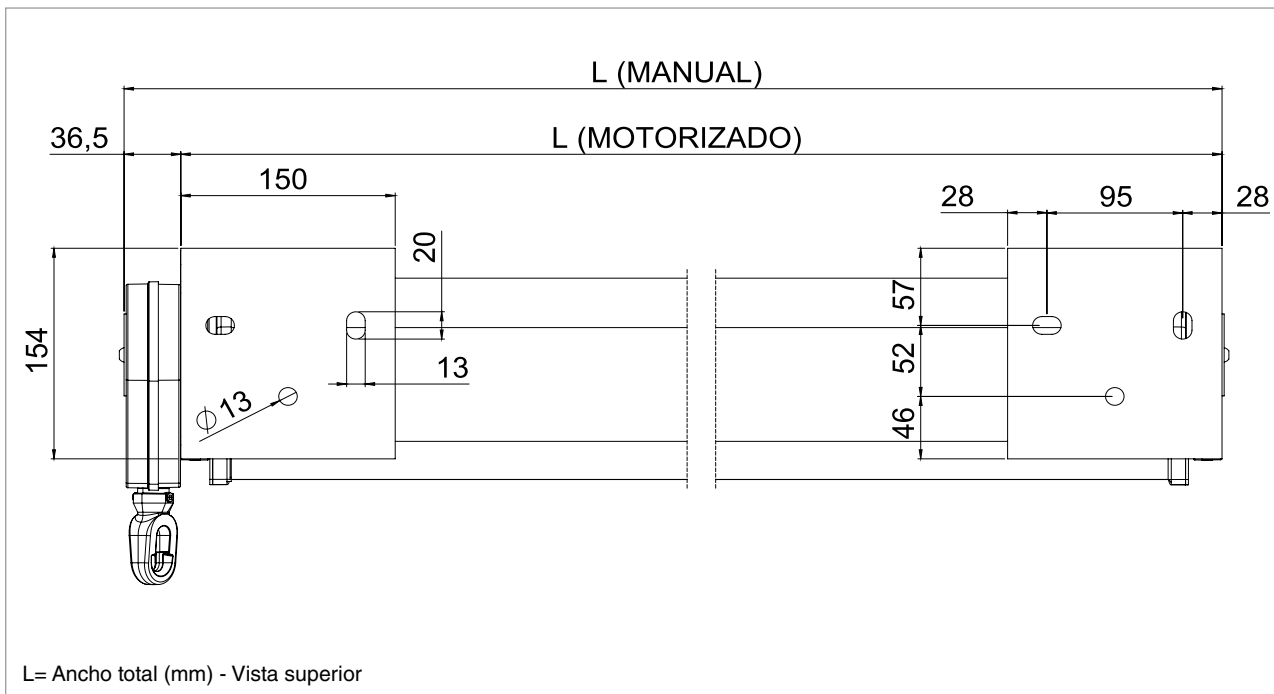 L (MANUAL)
36,5
L (MOTORIZADO)
150
28
95
28
20
57
154
13
52
Ø 13
46
L= Ancho total (mm) - Vista superior